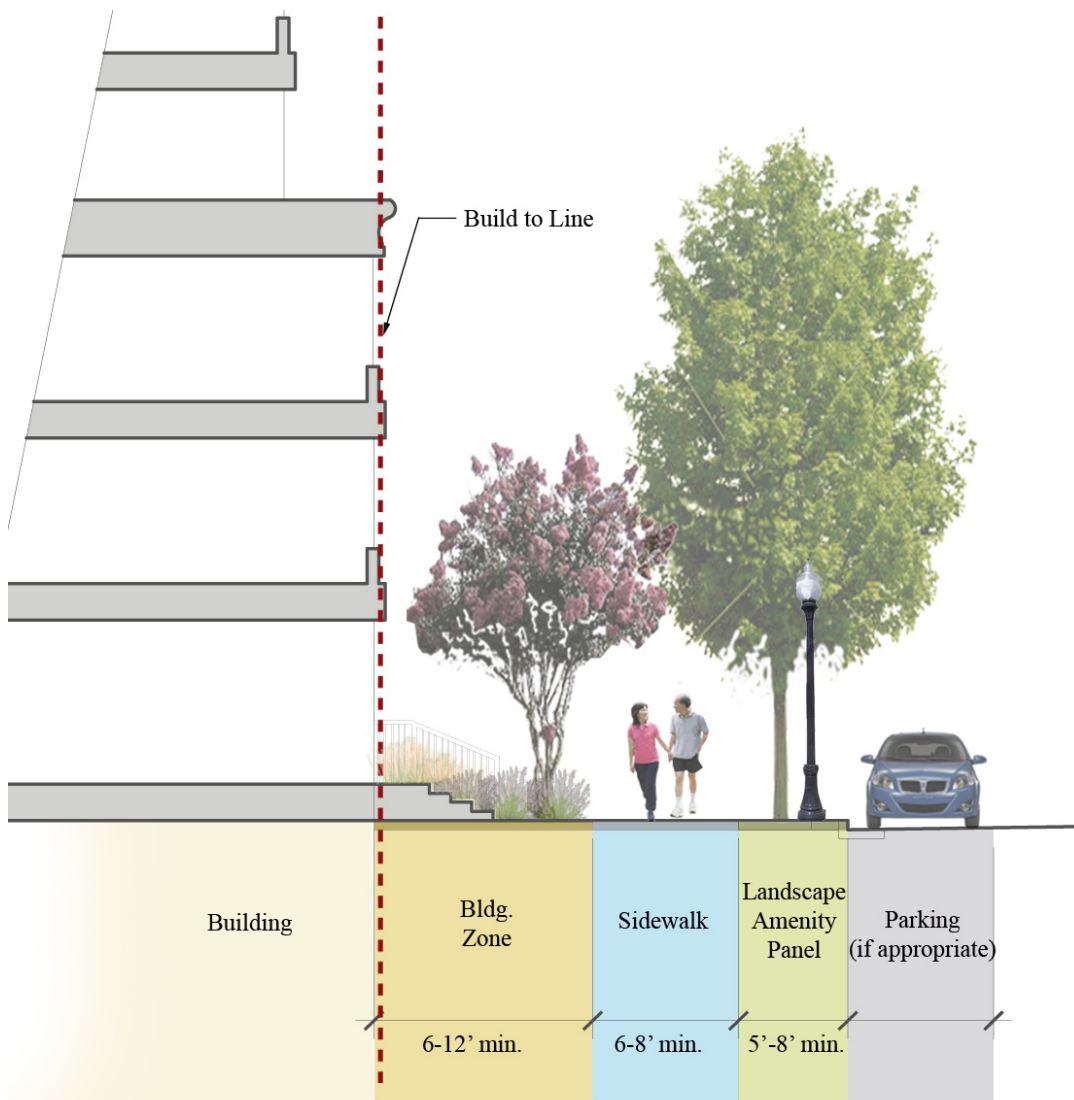 Build to Line
Building
Bldg.
Zone
Sidewalk
Landscape
Amenity
Panel
Parking
(if appropriate)
6-12’ min.
6-8’ min.
5’-8’ min.